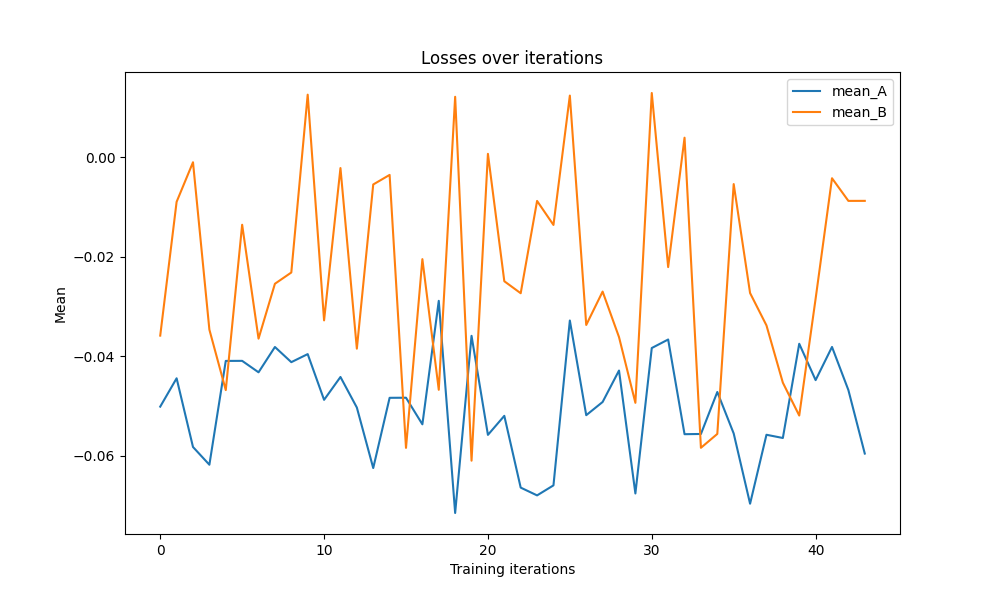 Losses over iterations
mean_A
mean_B
Mean
0.00
−0.02
−0.04
−0.06
0
10
20
30
40
Training iterations